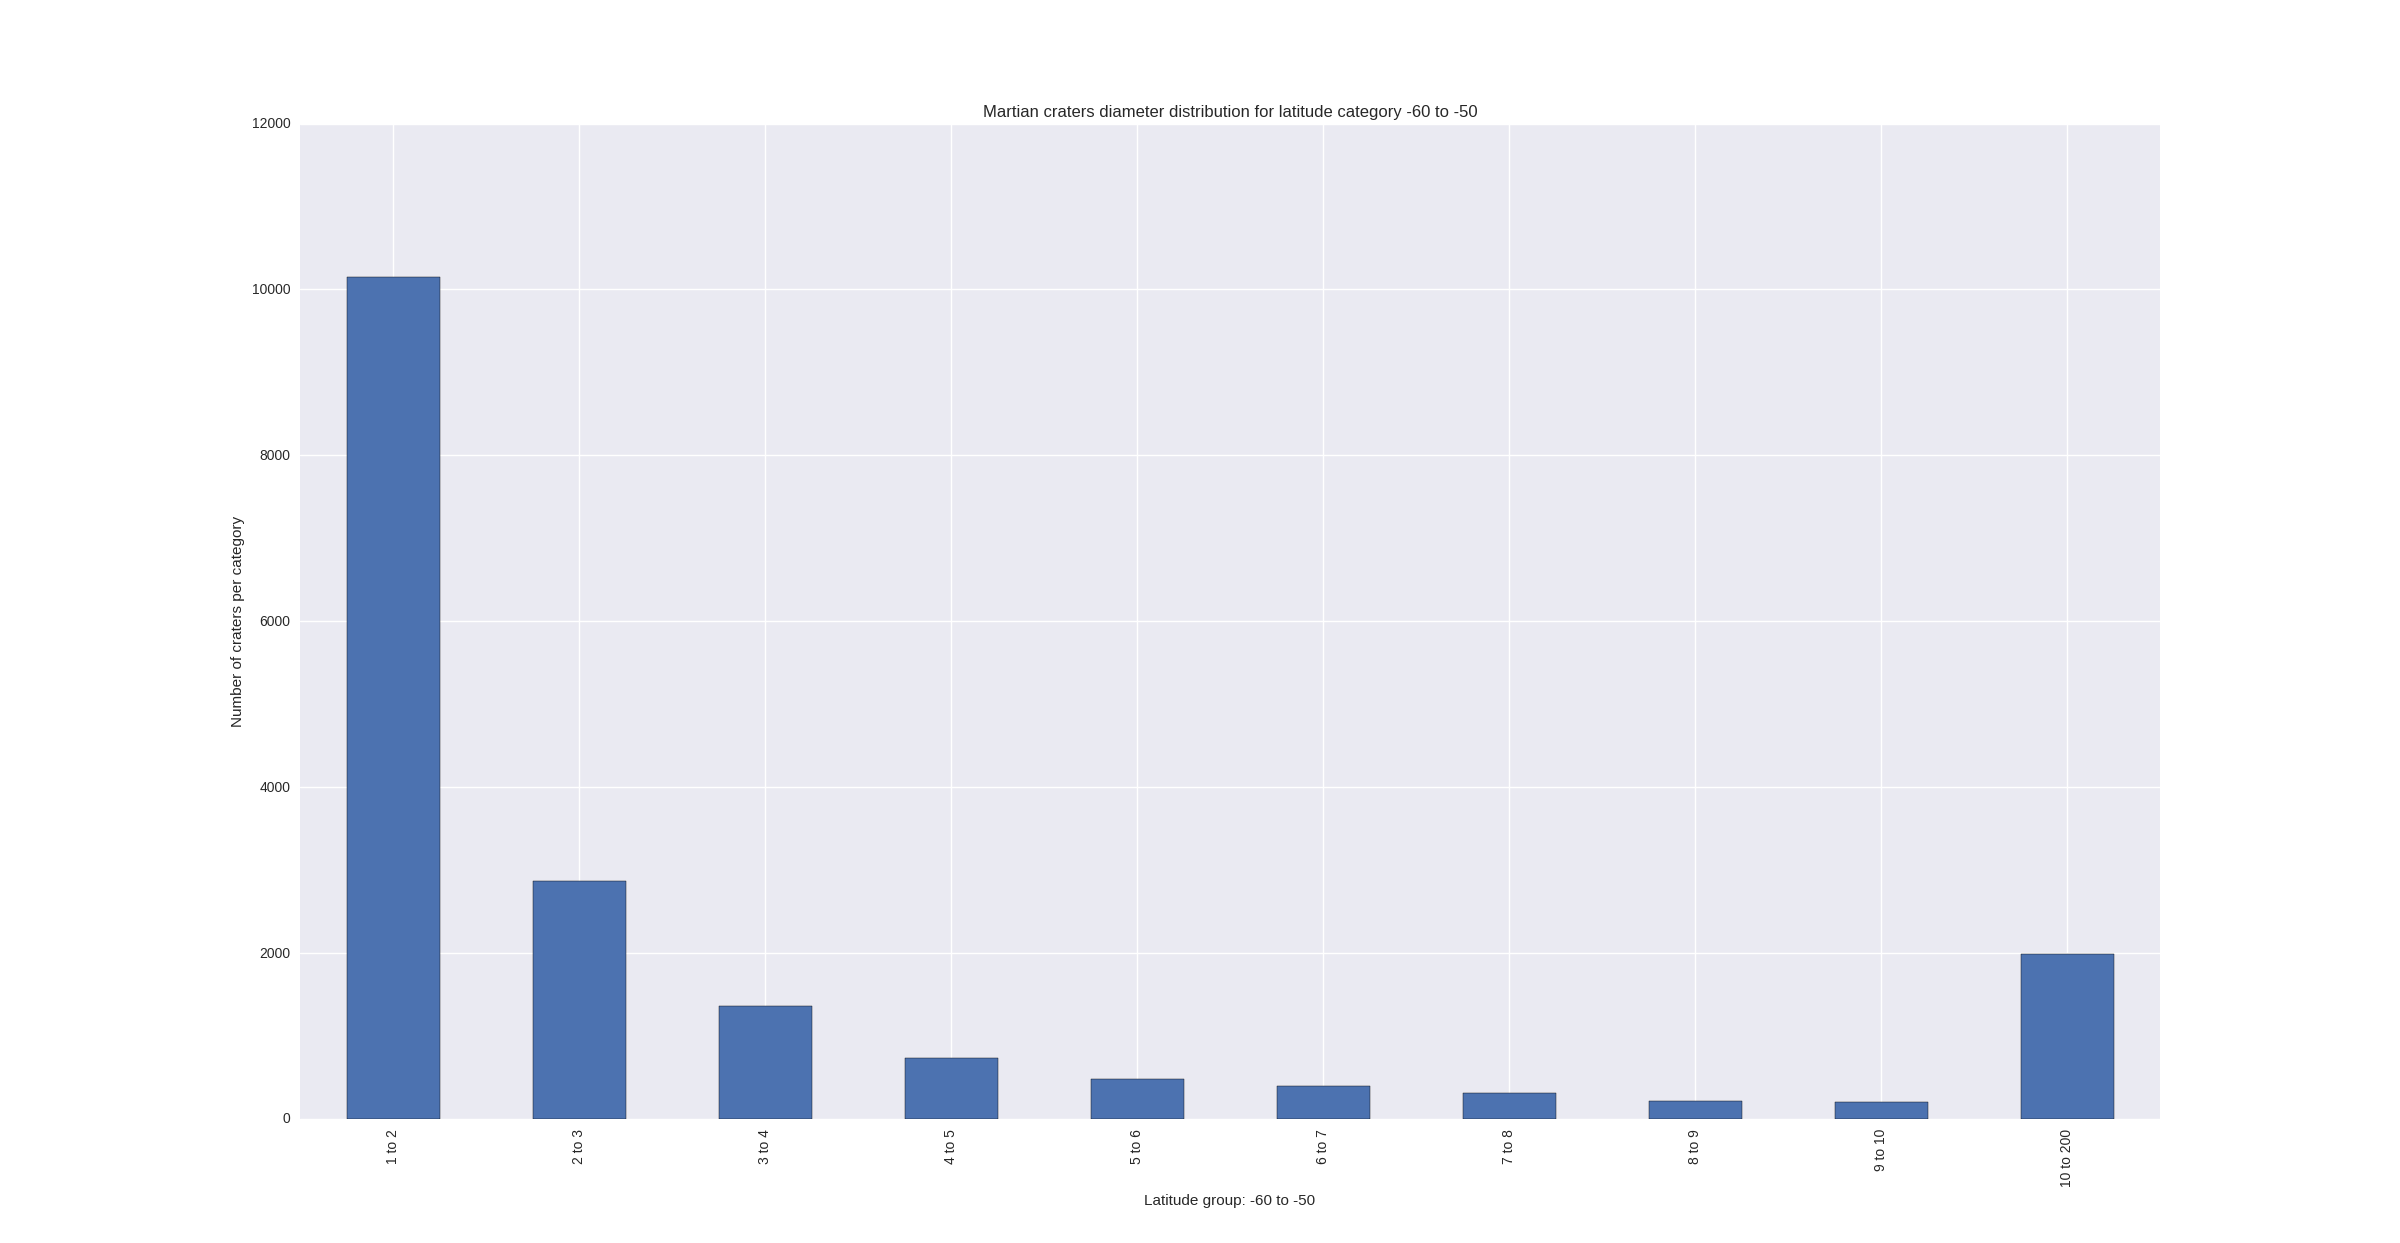 Martian craters diameter distribution for latitude category -60 to -50
12000
10000
8000
6000
4000
2000
0
Number of craters per category
1 to 2
2 to 3
3 to 4
4 to 5
5 to 6
6 to 7
7 to 8
8 to 9
9 to 10
10 to 200
Latitude group: -60 to -50